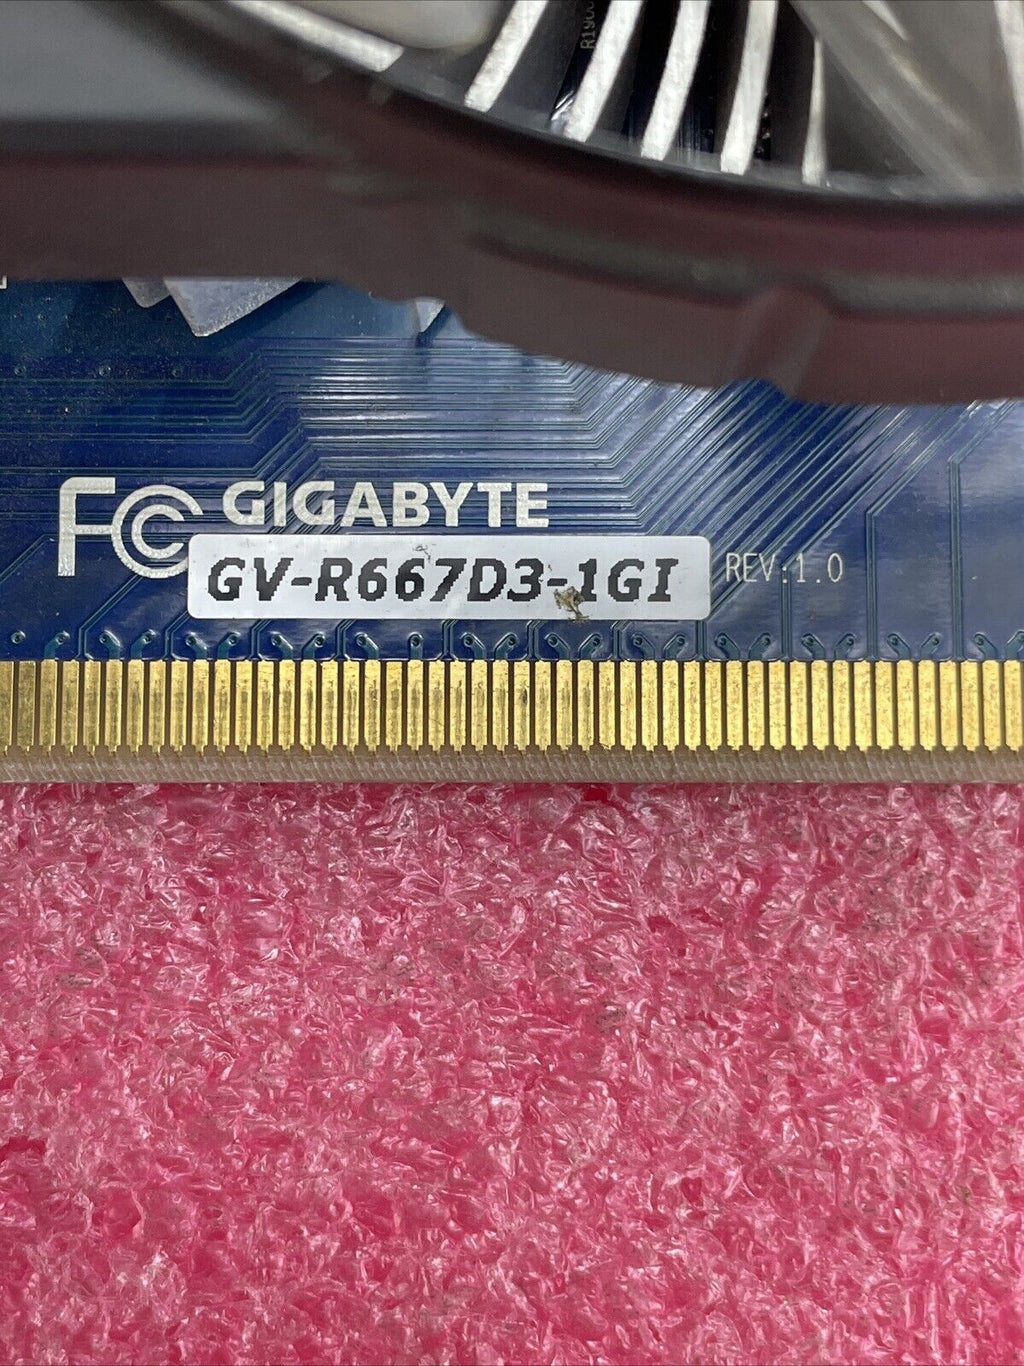 FC GIGABYTE
GV-R667D3-1GI REV:1.0